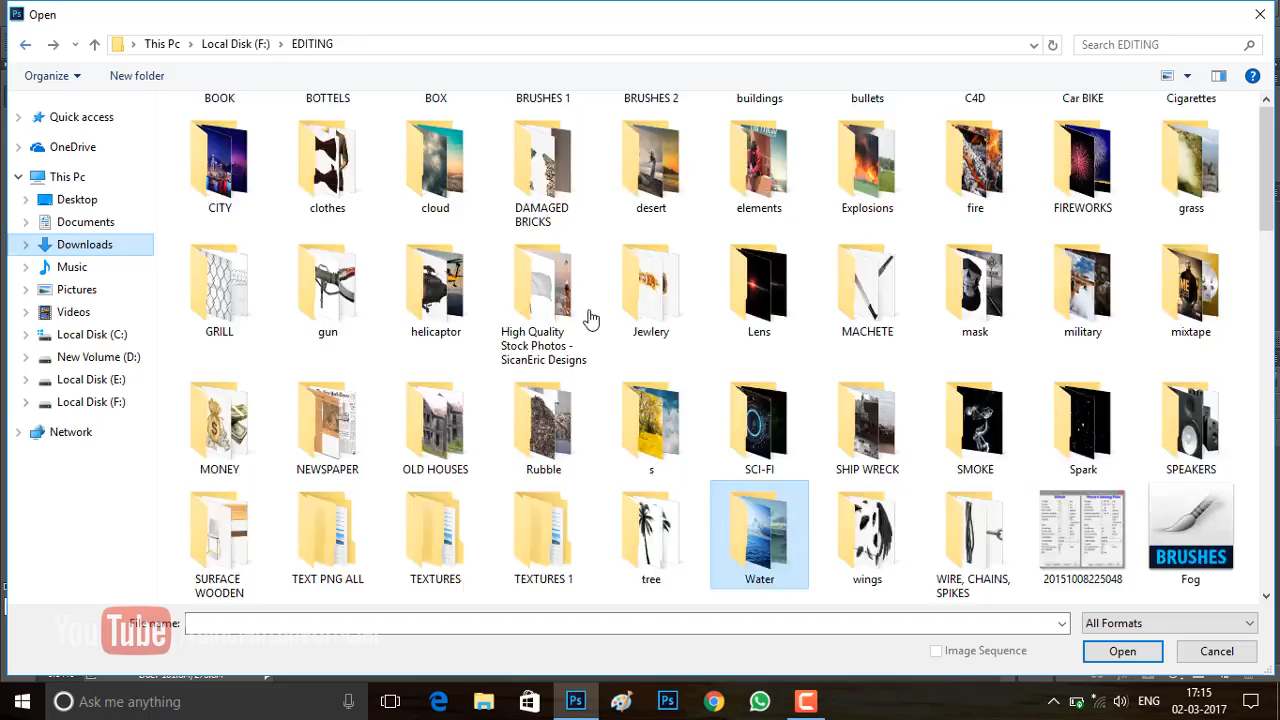 Open
This Pc
Local Disk (F:)
EDITING
Search EDITING
Organize
New folder
Quick access
OneDrive
This Pc
Desktop
Documents
Downloads
Music
Pictures
Videos
Local Disk (C:)
New Volume (D:)
Local Disk (E:)
Local Disk (F:)
Network
BOOK BOTTELS BOX BRUSHES 1 BRUSHES 2 buildings bullets C4D Car BIKE Cigarettes
CITY clothes cloud DAMAGED BRICKS desert elements Explosions fire FIREWORKS grass
GRILL gun helicaptor High Quality Stock Photos - SicanEric Designs Jewlery Lens MACHETE mask military mixtape
MONEY NEWSPAPER OLD HOUSES Rubble s SCI-FI SHIP WRECK SMOKE Spark SPEAKERS
BRUSHES
SURFACE WOODEN TEXT PNG ALL TEXTURES TEXTURES 1 tree Water wings WIRE, CHAINS, SPIKES 20151008225048 Fog
File name:
All Formats
YouTube
Image Sequence
Open
Cancel
Ask me anything
ENG
17:15
02-03-2017